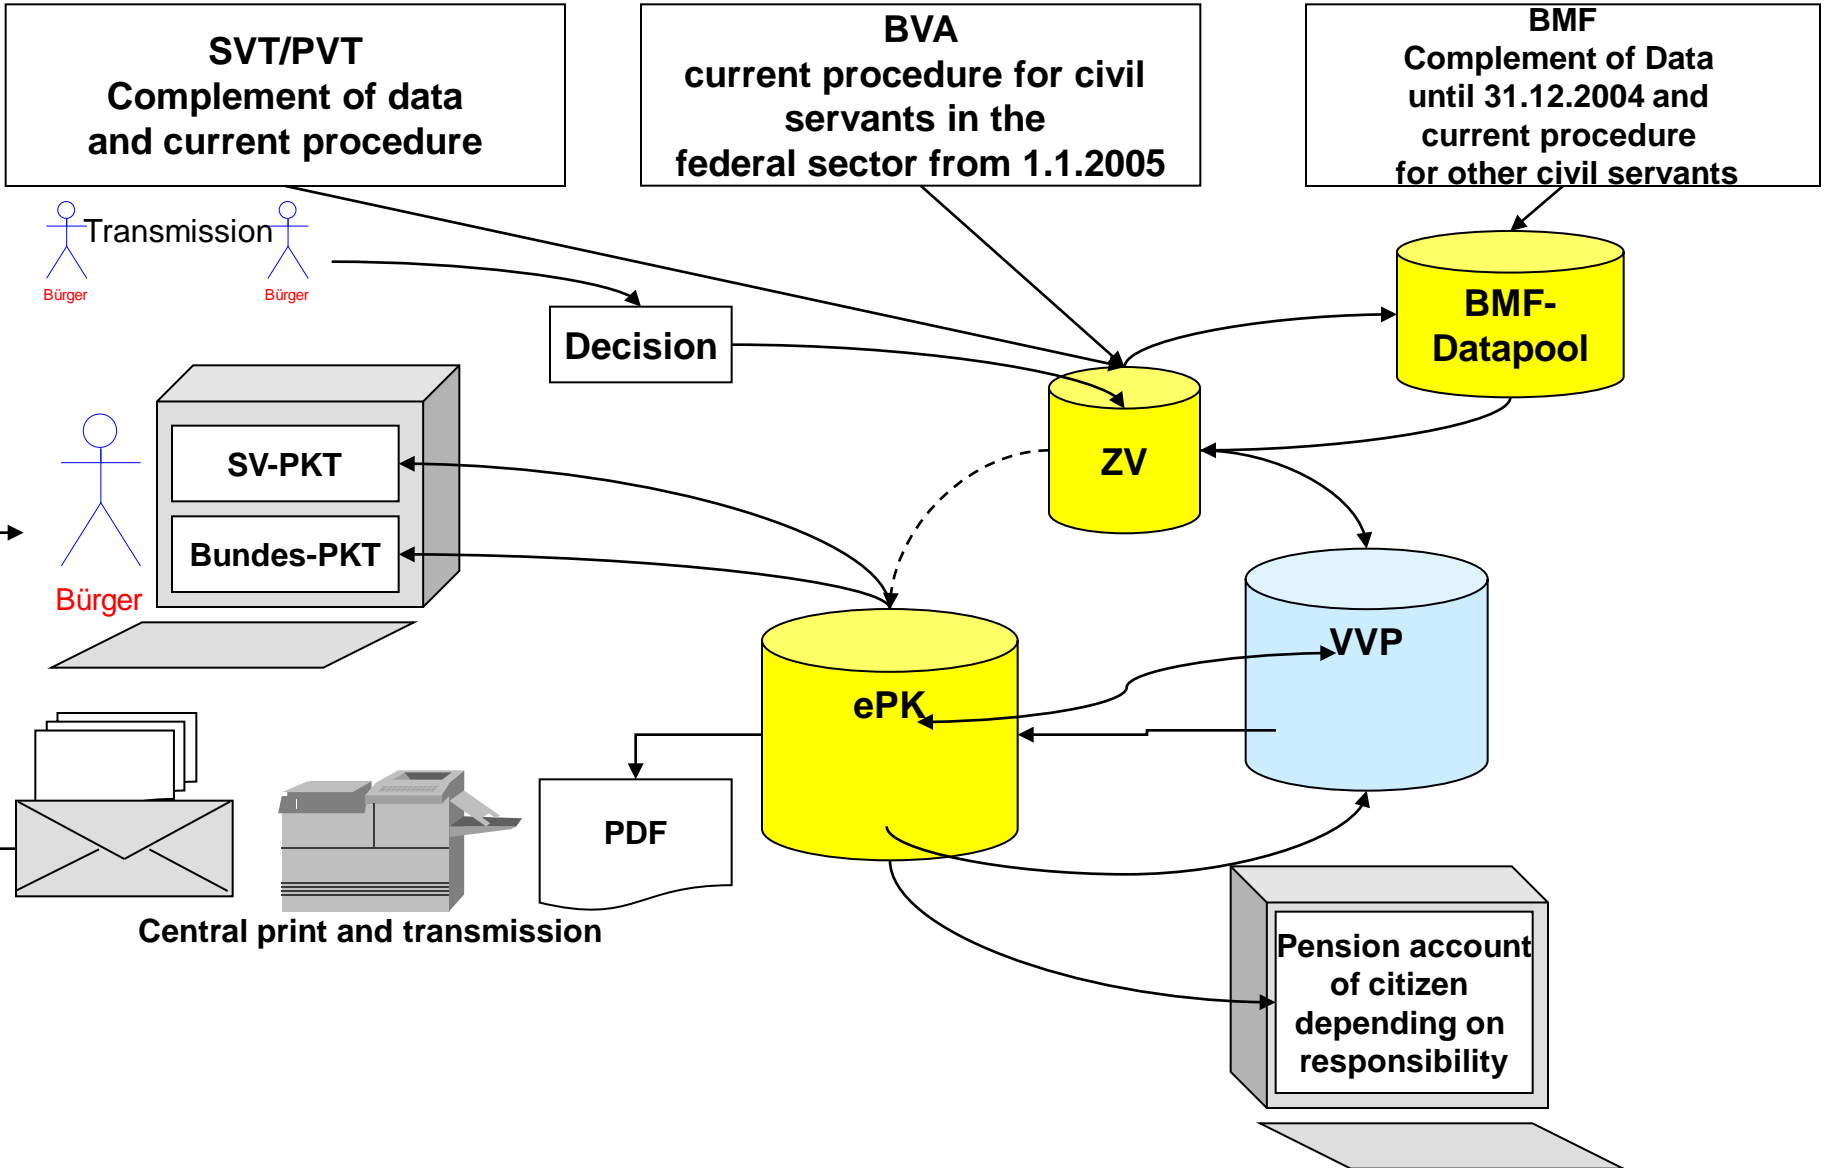 SVT/PVT
Complement of data
and current procedure
BVA
current procedure for civil
servants in the
federal sector from 1.1.2005
BMF
Complement of Data
until 31.12.2004 and
current procedure
for other civil servants
Transmission
Bürger
Bürger
Decision
BMF-
Datapool
ZV
SV-PKT
Bundes-PKT
Bürger
VVP
ePK
PDF
Central print and transmission
Pension account
of citizen
depending on
responsibility